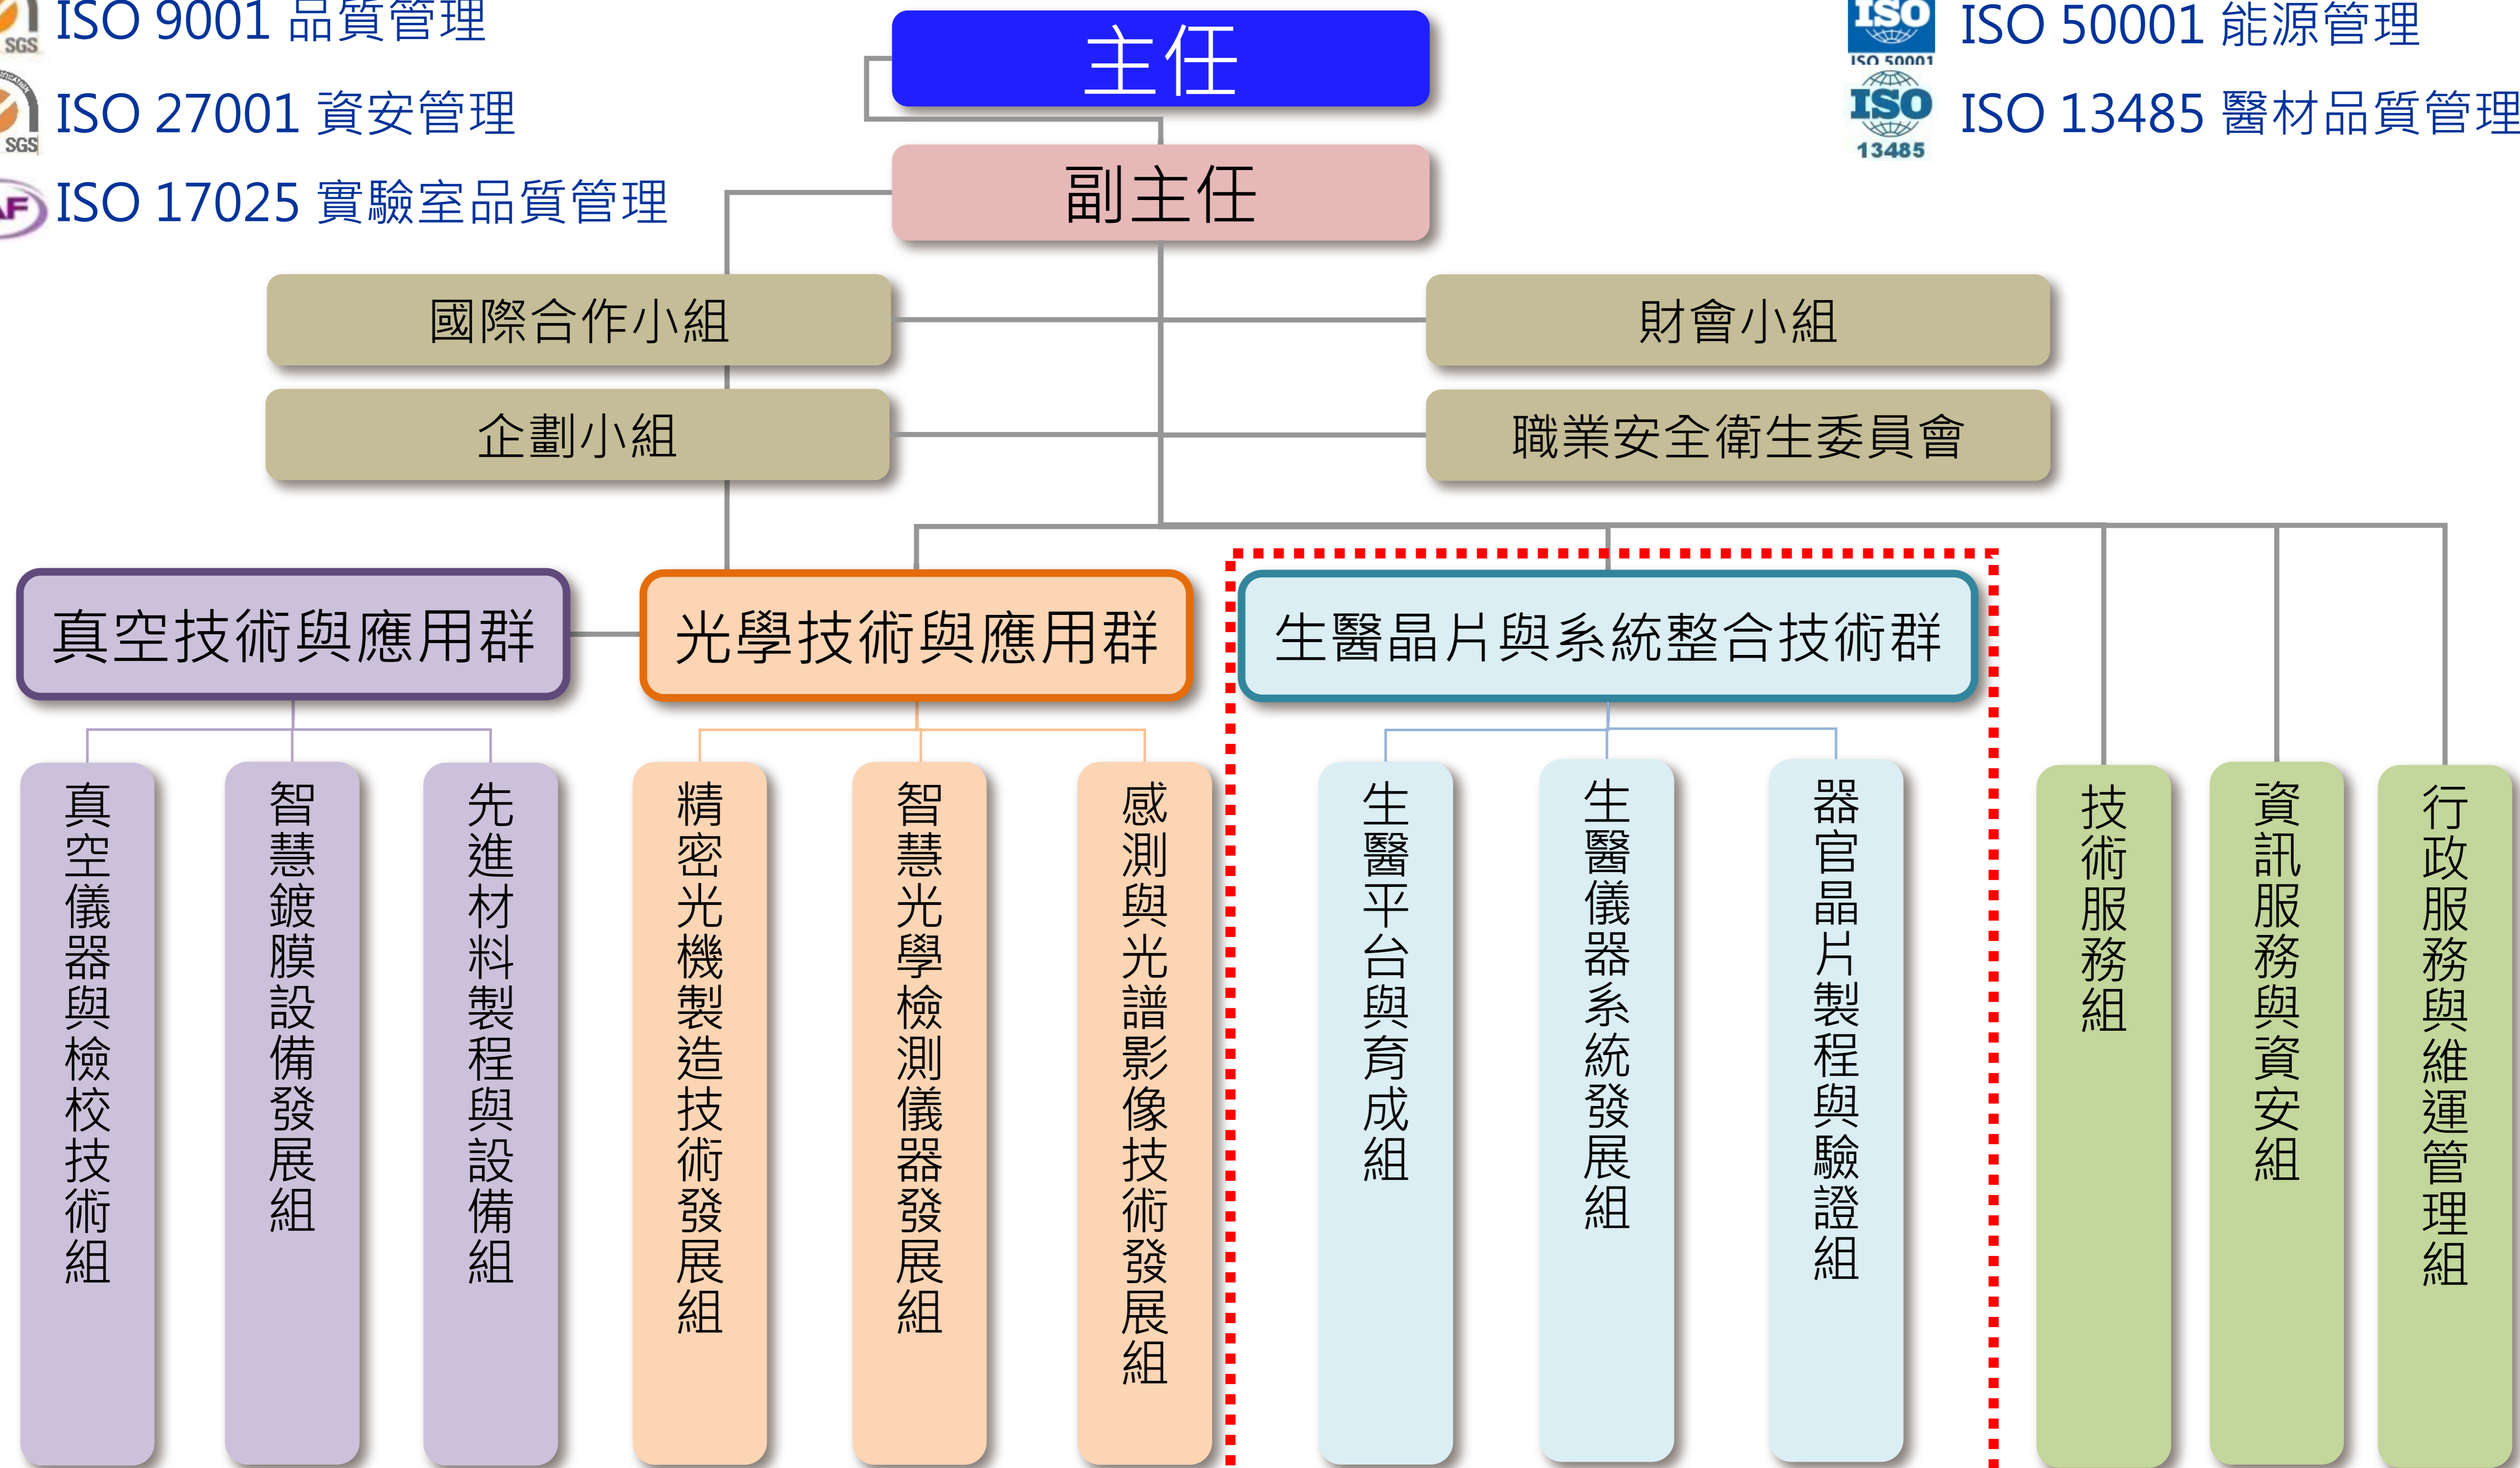 ISO 9001 品質管理
SGS
ISO 27001 資安管理
SGS
ISO 17025 實驗室品質管理
ISO
ISO 50001
ISO 50001 能源管理
ISO
13485
ISO 13485 醫材品質管理
主任
副主任
國際合作小組
財會小組
企劃小組
職業安全衛生委員會
真空技術與應用群
光學技術與應用群
生醫晶片與系統整合技術群
真空儀器與檢校技術組
智慧鍍膜設備發展組
先進材料製程與設備組
精密光機製造技術發展組
智慧光學檢測儀器發展組
感測與光譜影像技術發展組
生醫平台與育成組
生醫儀器系統發展組
器官晶片製程與驗證組
技術服務組
資訊服務與資安組
行政服務與維運管理組